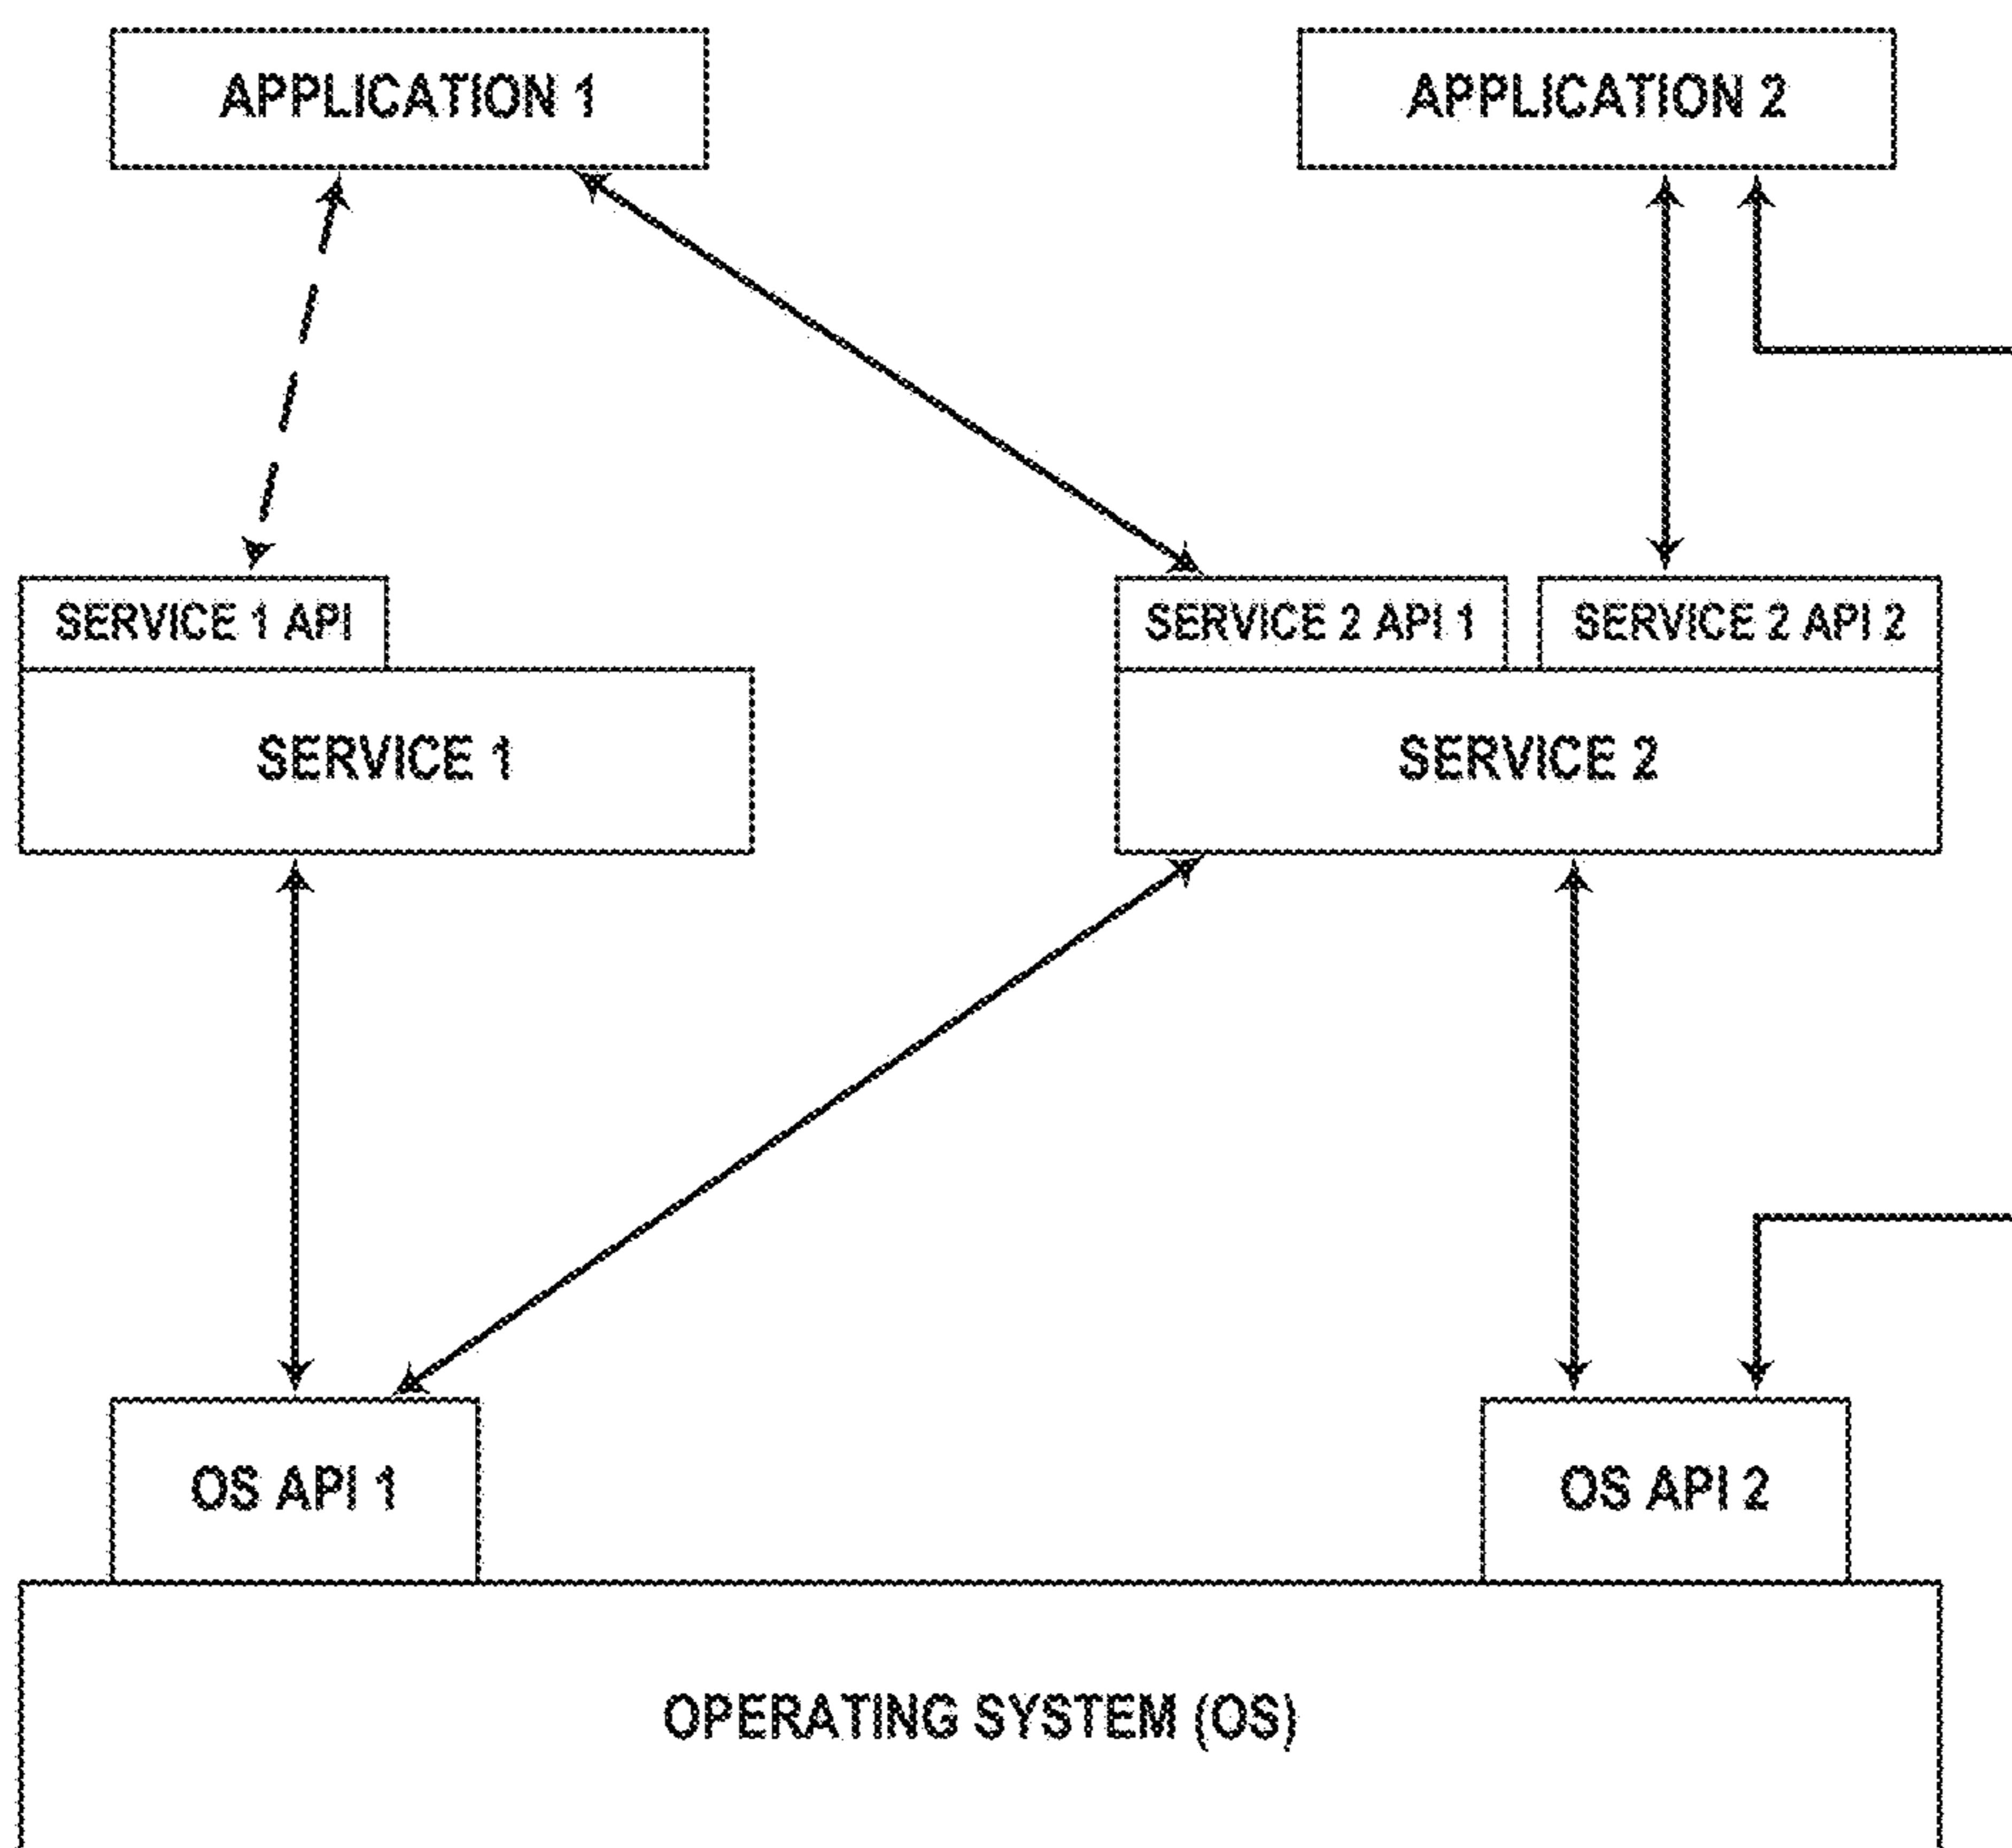 APPLICATION 1
APPLICATION 2
SERVICE 1 API
SERVICE 2 API 1
SERVICE 2 API 2
SERVICE 1
SERVICE 2
OS API 1
OS API 2
OPERATING SYSTEM (OS)